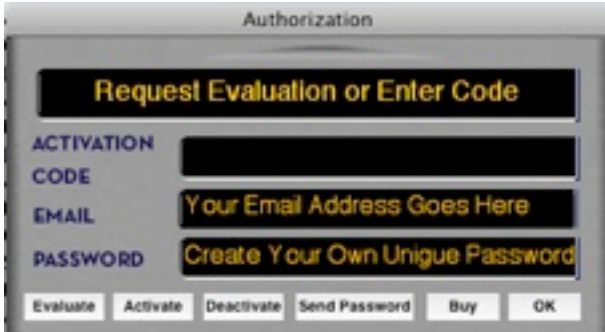 Authorization
Request Evaluation or Enter Code
ACTIVATION
CODE
EMAIL
Your Email Address Goes Here
PASSWORD
Create Your Own Unigue Password
Evaluate Activate Deactivate Send Password Buy OK